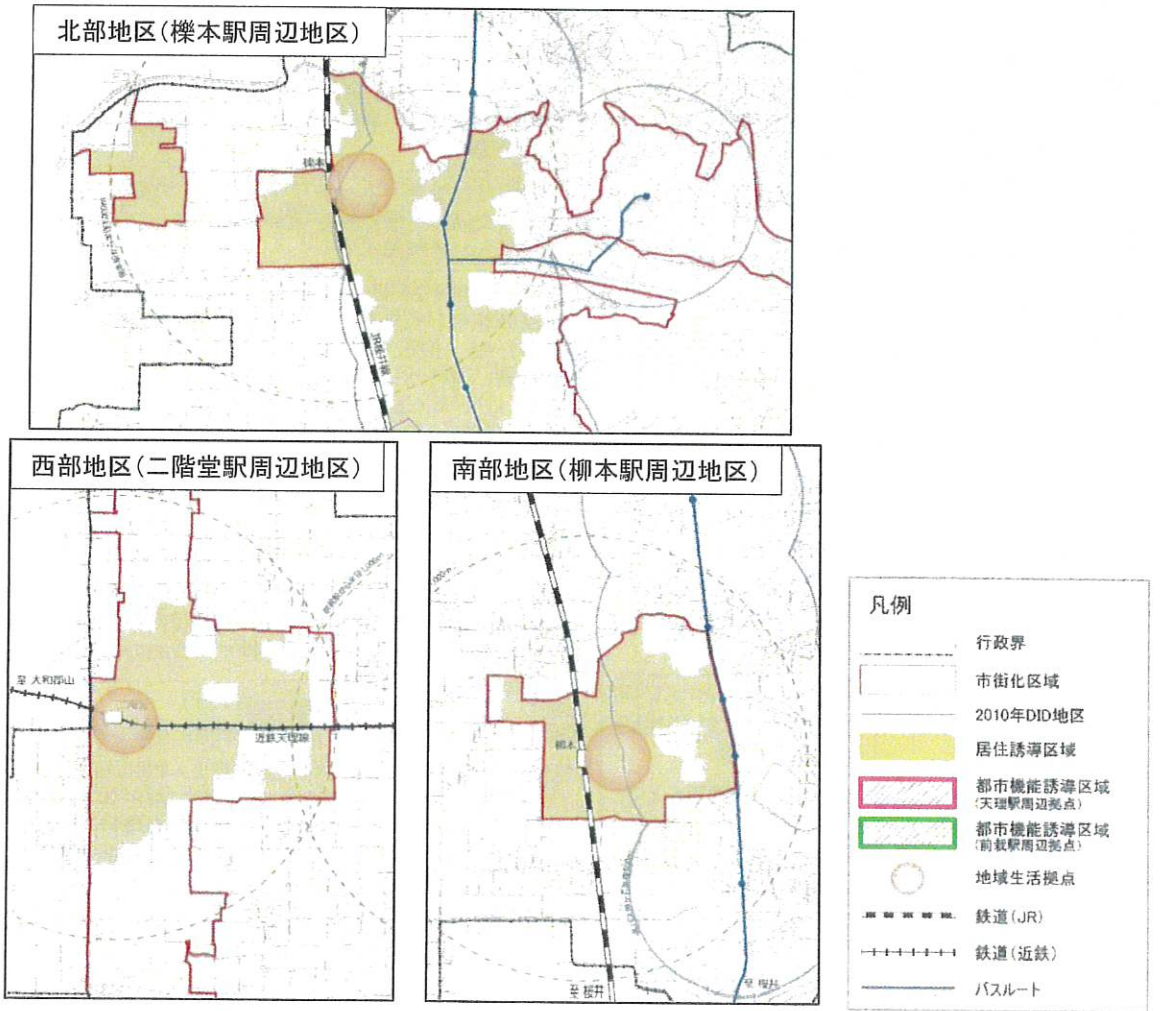 北部地区(櫟本駅周辺地区)
櫟本
JR桜井線
西部地区(二階堂駅周辺地区)
至 大和郡山
近鉄天理線
南部地区(柳本駅周辺地区)
柳本
至 桜井
至 桜井
凡例
行政界
市街化区域
2010年DID地区
居住誘導区域
都市機能誘導区域
(天理駅周辺拠点)
都市機能誘導区域
(前栽駅周辺拠点)
地域生活拠点
鉄道(JR)
鉄道(近鉄)
バスルート